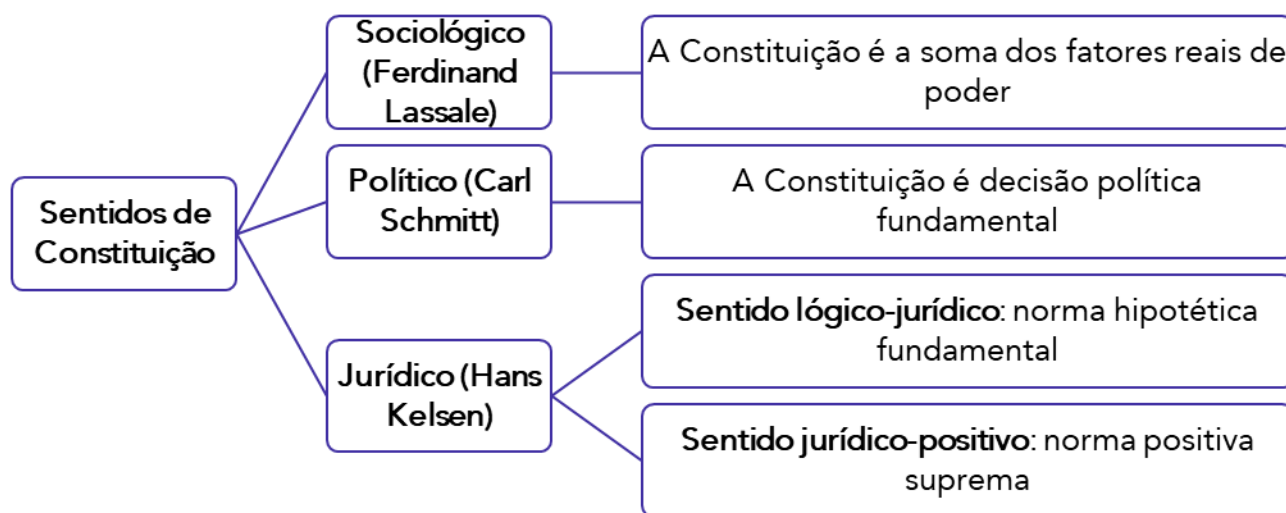 Sentidos de
Constituição
Sociológico
(Ferdinand
Lassale)
A Constituição é a soma dos fatores reais de
poder
Político (Carl
Schmitt)
A Constituição é decisão política
fundamental
Jurídico (Hans
Kelsen)
Sentido lógico-jurídico: norma hipotética
fundamental
Sentido jurídico-positivo: norma positiva
suprema